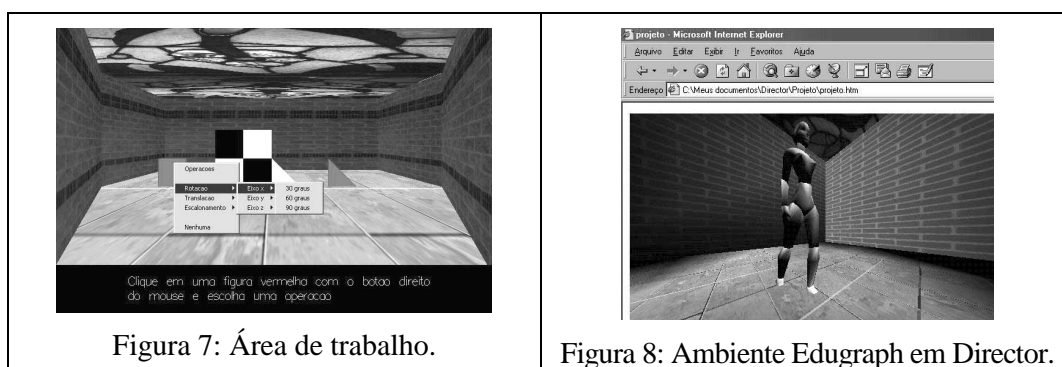 Operacoes
Rotacao
Translacao
Escalonamento
Nenhuma
Eixo x
Eixo y
Eixo z
30 graus
60 graus
90 graus
Clique em uma figura vermelha com o botao direito
do mouse e escolha uma operacao
Figura 7: Área de trabalho.
projeto - Microsoft Internet Explorer
Arquivo Editar Exibir Ir Favoritos Ajuda
Endereço C:\Meus documentos\Director\Projeto\projeto.htm
Figura 8: Ambiente Edugraph em Director.